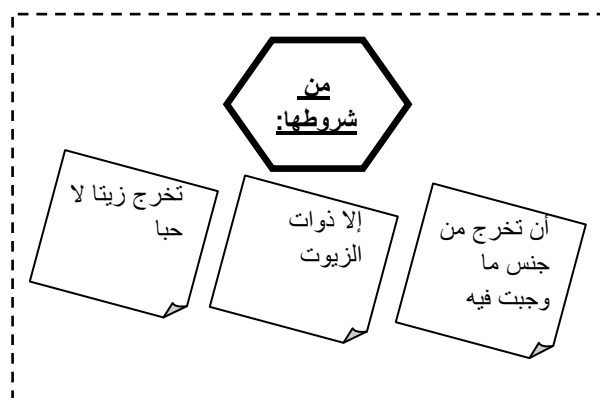 من
شروطها:
أن تخرج من
جنس ما
وجبت فيه
إلا ذوات
الزيوت
تخرج زيتا لا
حبا